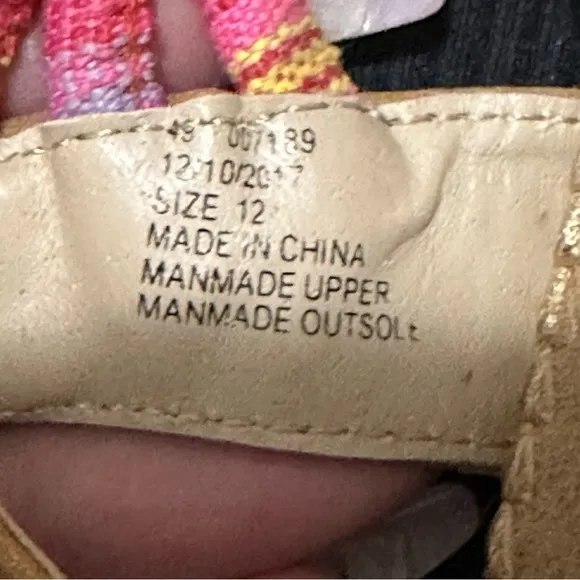 49 007189
12/10/2017
SIZE 12
MADE IN CHINA
MANMADE UPPER
MANMADE OUTSOLE